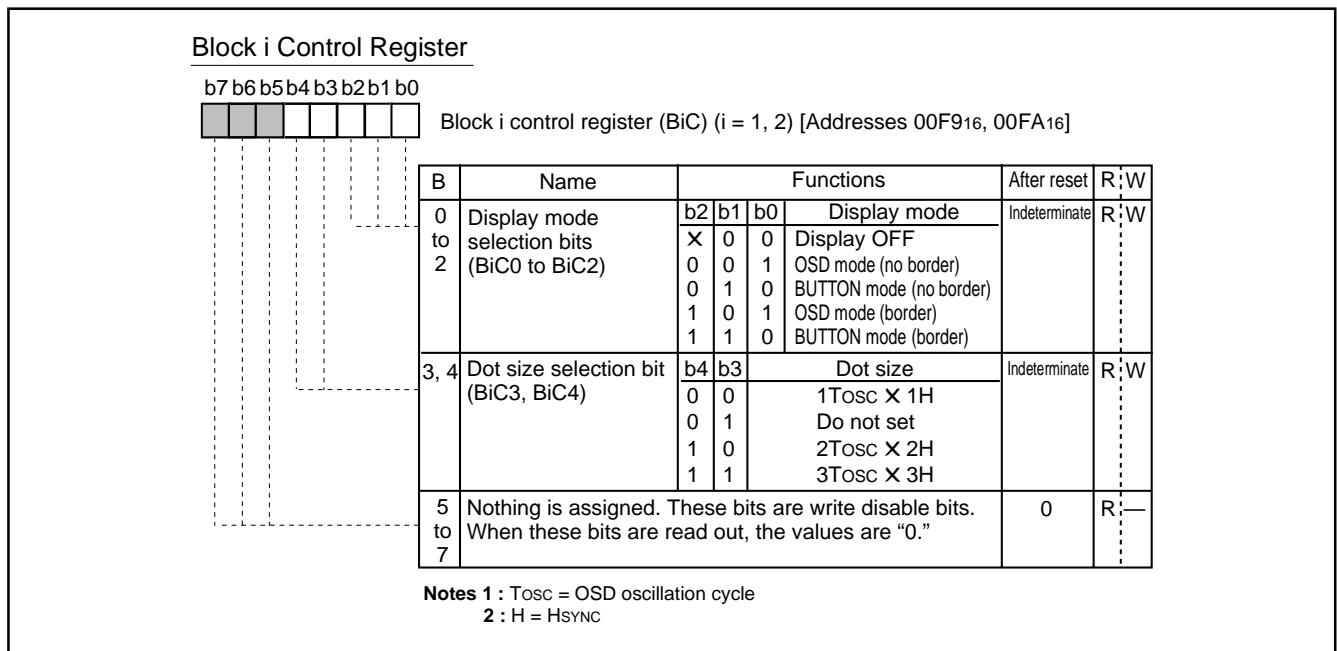 Block i Control Register
b7 b6 b5 b4 b3 b2 b1 b0
Block i control register (BiC) (i = 1, 2) [Addresses 00F916, 00FA16]
B Name Functions After reset R W
0 to 2 Display mode selection bits (BiC0 to BiC2) Indeterminate R W
b2 b1 b0 Display mode
X 0 0 Display OFF
0 0 1 OSD mode (no border)
0 1 0 BUTTON mode (no border)
1 0 1 OSD mode (border)
1 1 0 BUTTON mode (border)
3, 4 Dot size selection bit (BiC3, BiC4) Indeterminate R W
b4 b3 Dot size
0 0 1TOSC X 1H
0 1 Do not set
1 0 2TOSC X 2H
1 1 3TOSC X 3H
5 to 7 Nothing is assigned. These bits are write disable bits. 0 R —
When these bits are read out, the values are “0.”
Notes 1 : TOSC = OSD oscillation cycle
2 : H = HSYNC